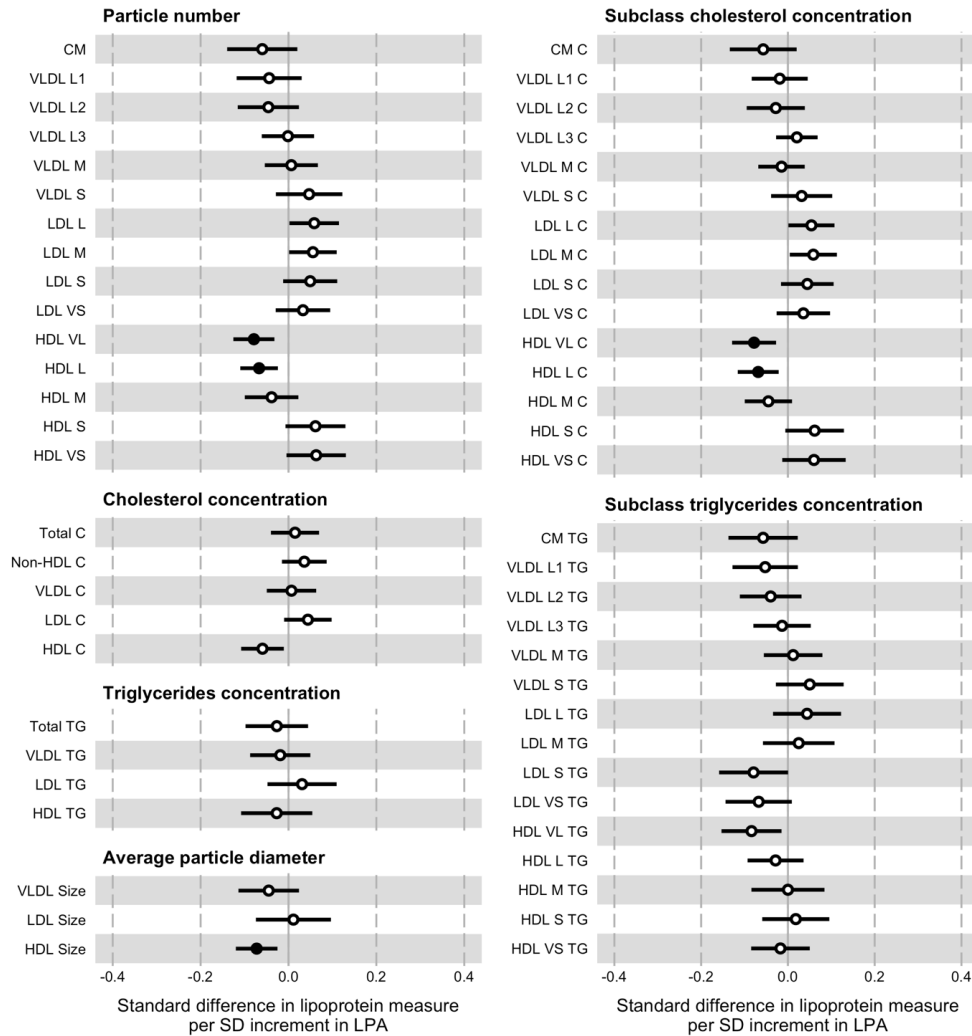 Particle number
CM
VLDL L1
VLDL L2
VLDL L3
VLDL M
VLDL S
LDL L
LDL M
LDL S
LDL VS
HDL VL
HDL L
HDL M
HDL S
HDL VS
Cholesterol concentration
Total C
Non-HDL C
VLDL C
LDL C
HDL C
Triglycerides concentration
Total TG
VLDL TG
LDL TG
HDL TG
Average particle diameter
VLDL Size
LDL Size
HDL Size
-0.4 -0.2 0.0 0.2 0.4
Standard difference in lipoprotein measure
per SD increment in LPA
Subclass cholesterol concentration
CM C
VLDL L1 C
VLDL L2 C
VLDL L3 C
VLDL M C
VLDL S C
LDL L C
LDL M C
LDL S C
LDL VS C
HDL VL C
HDL L C
HDL M C
HDL S C
HDL VS C
Subclass triglycerides concentration
CM TG
VLDL L1 TG
VLDL L2 TG
VLDL L3 TG
VLDL M TG
VLDL S TG
LDL L TG
LDL M TG
LDL S TG
LDL VS TG
HDL VL TG
HDL L TG
HDL M TG
HDL S TG
HDL VS TG
-0.4 -0.2 0.0 0.2 0.4
Standard difference in lipoprotein measure
per SD increment in LPA